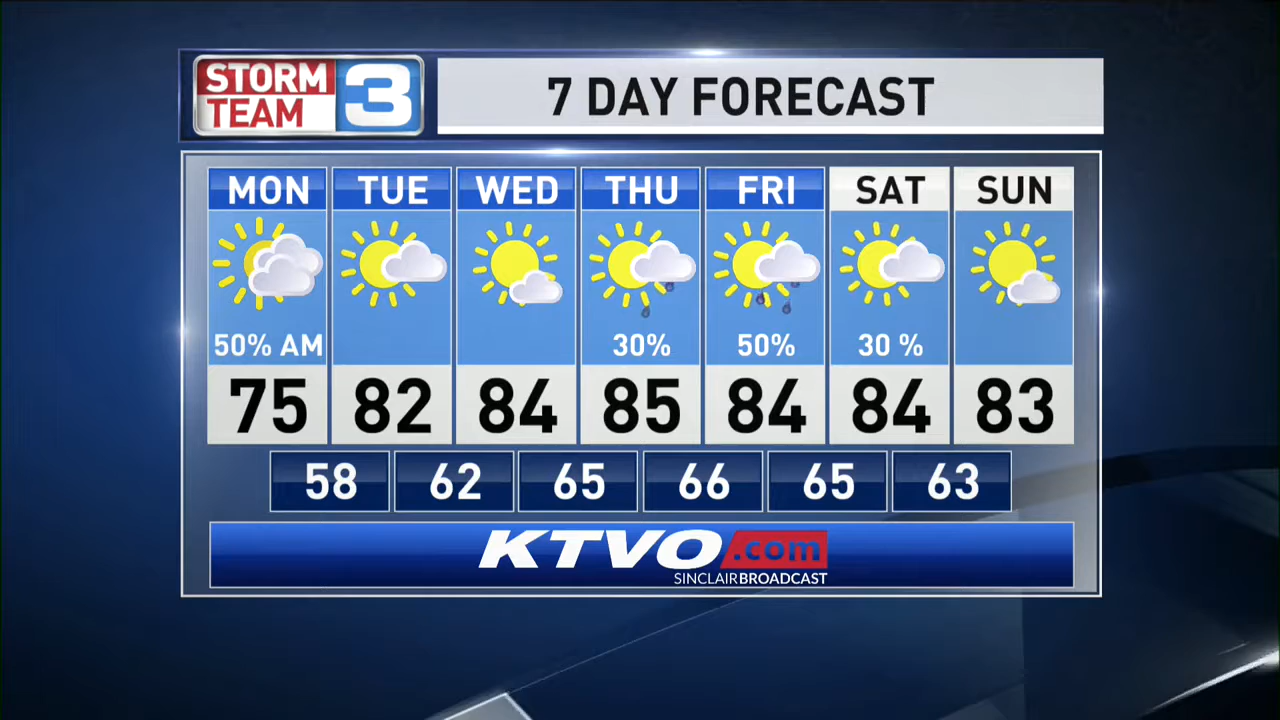 STORM
TEAM
3
7 DAY FORECAST
MON TUE WED THU FRI SAT SUN
50% AM 30% 50% 30 %
75 82 84 85 84 84 83
58 62 65 66 65 63
KTVO.com
SINCLAIRBROADCAST